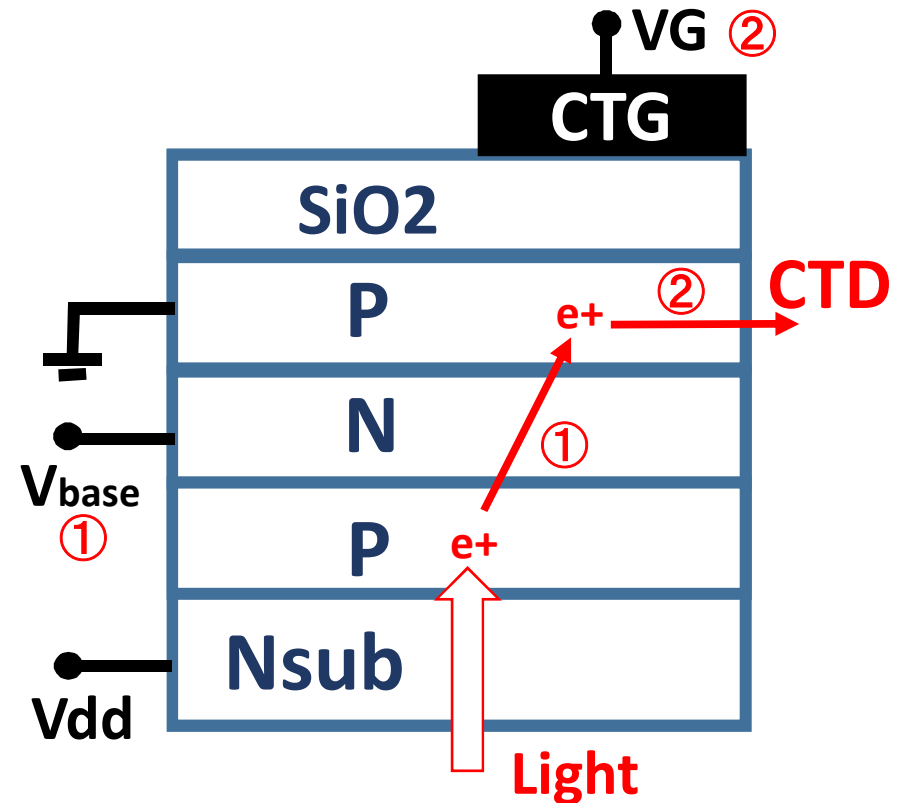 VG ②
CTG
SiO2
P
e+
②
CTD
N
①
Vbase
①
P
e+
Nsub
Vdd
Light